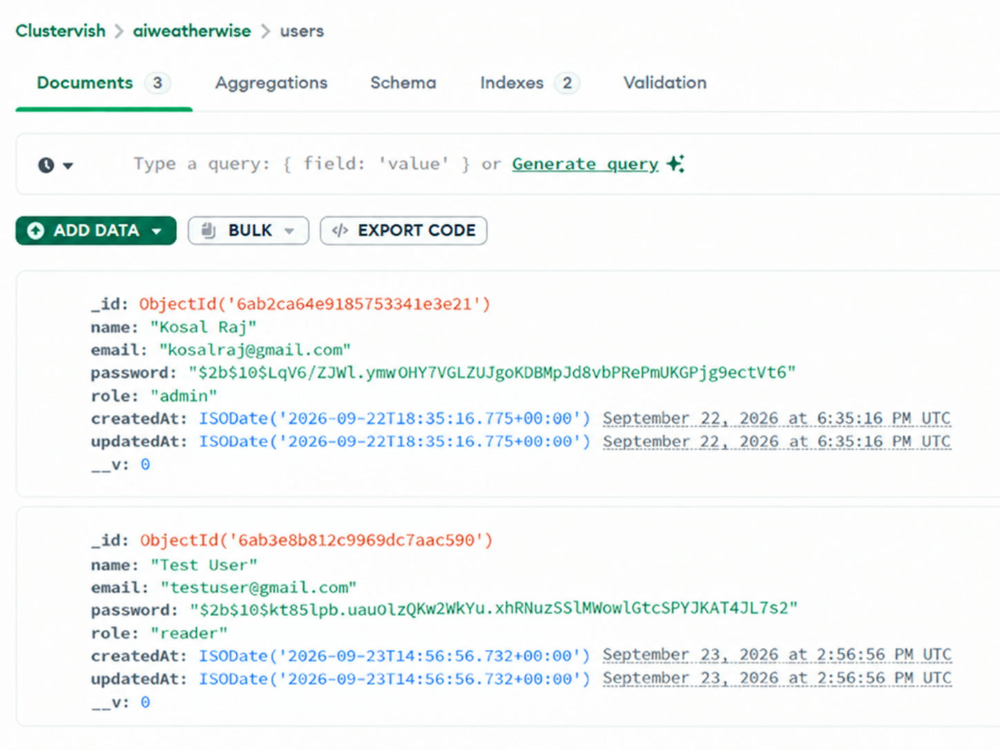 Clustervish > aiweatherwise > users
Documents 3 Aggregations Schema Indexes 2 Validation
Type a query: { field: 'value' } or Generate query
ADD DATA BULK </> EXPORT CODE
_id: ObjectId('6ab2ca64e9185753341e3e21')
name: "Kosal Raj"
email: "kosalraj@gmail.com"
password: "$2b$10$LqV6/ZJWl.ymwOHY7VGLZUJgoKDBMpJd8vbPRePmUKGPjg9ectVt6"
role: "admin"
createdAt: ISODate('2026-09-22T18:35:16.775+00:00') September 22, 2026 at 6:35:16 PM UTC
updatedAt: ISODate('2026-09-22T18:35:16.775+00:00') September 22, 2026 at 6:35:16 PM UTC
__v: 0
_id: ObjectId('6ab3e8b812c9969dc7aac590')
name: "Test User"
email: "testuser@gmail.com"
password: "$2b$10$kt85lpb.uauOlzQKw2WkYu.xhRNuzSSlMWowlGtcSPYJKAT4JL7s2"
role: "reader"
createdAt: ISODate('2026-09-23T14:56:56.732+00:00') September 23, 2026 at 2:56:56 PM UTC
updatedAt: ISODate('2026-09-23T14:56:56.732+00:00') September 23, 2026 at 2:56:56 PM UTC
__v: 0